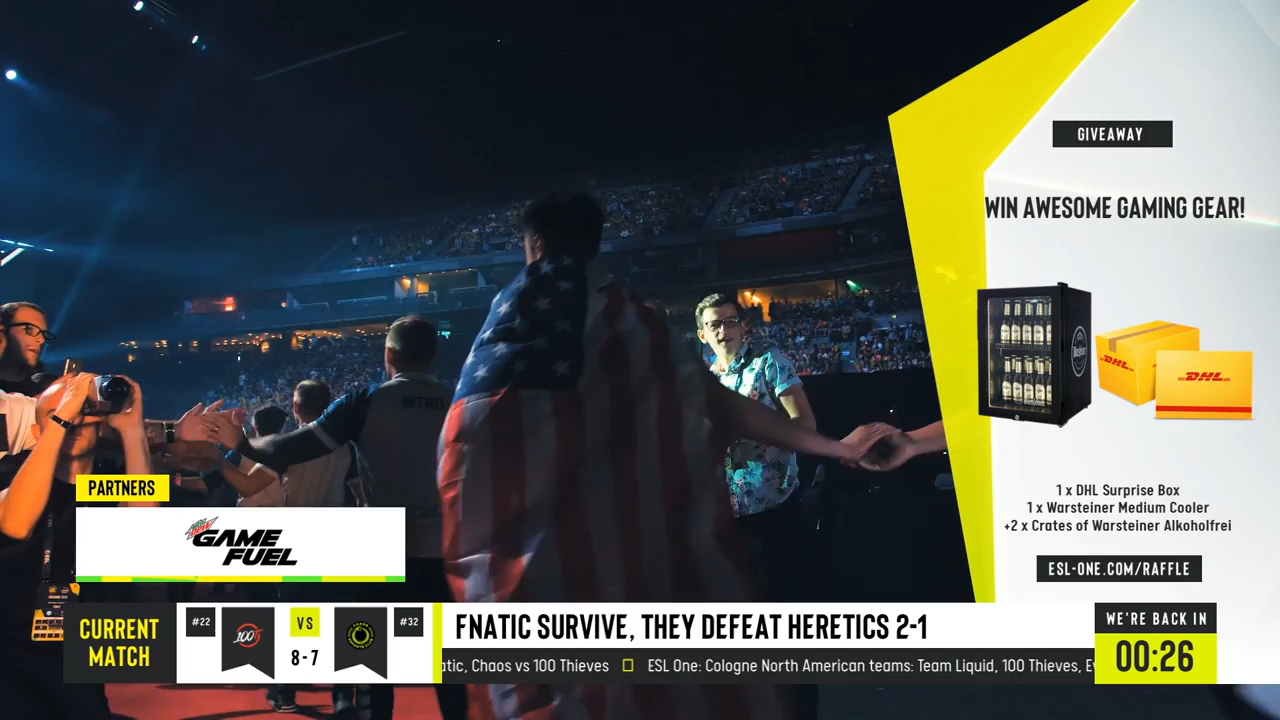 GIVEAWAY
WIN AWESOME GAMING GEAR!
DHL
DHL
NITR
1 x DHL Surprise Box
1 x Warsteiner Medium Cooler
+2 x Crates of Warsteiner Alkoholfrei
ESL-ONE.COM/RAFFLE
PARTNERS
GAME
FUEL
CURRENT
MATCH
#22
100
VS
8-7
#32
FNATIC SURVIVE, THEY DEFEAT HERETICS 2-1
atic, Chaos vs 100 Thieves ESL One: Cologne North American teams: Team Liquid, 100 Thieves, E
WE'RE BACK IN
00:26